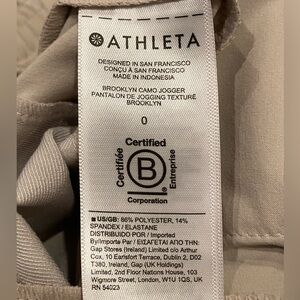 ATHLETA
DESIGNED IN SAN FRANCISCO
CONÇU À SAN FRANCISCO
MADE IN INDONESIA
BROOKLYN CAMO JOGGER
PANTALON DE JOGGING TEXTURÉ
BROOKLYN
0
Certified
Certifiée
B
Entreprise
Corporation
■ US/GB: 86% POLYESTER, 14%
SPANDEX / ELASTANE
DISTRIBUIDO POR / Imported
By/Importé Par / ΕΙΣΑΓΕΤΑΙ ΑΠΟ ΤΗΝ:
Gap Stores (Ireland) Limited c/o Arthur
Cox, 10 Earlsfort Terrace, Dublin 2, D02
T380, Ireland, Gap (UK Holdings)
Limited, 2nd Floor Nations House, 103
Wigmore Street, London, W1U 1QS, UK
RN 54023